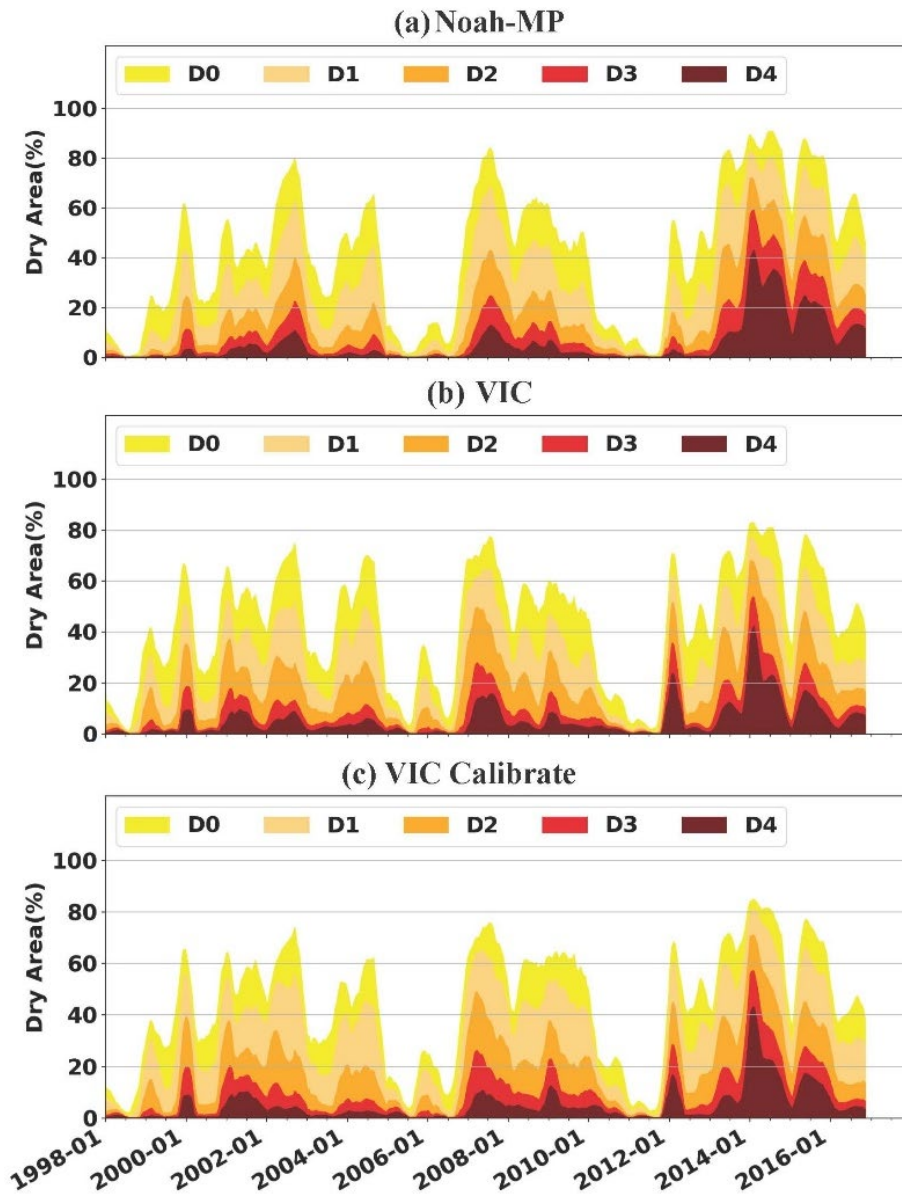 (a) Noah-MP
D0 D1 D2 D3 D4
100
80
60
40
20
0
Dry Area(%)
(b) VIC
D0 D1 D2 D3 D4
100
80
60
40
20
0
Dry Area(%)
(c) VIC Calibrate
D0 D1 D2 D3 D4
100
80
60
40
20
0
Dry Area(%)
1998-01 2000-01 2002-01 2004-01 2006-01 2008-01 2010-01 2012-01 2014-01 2016-01